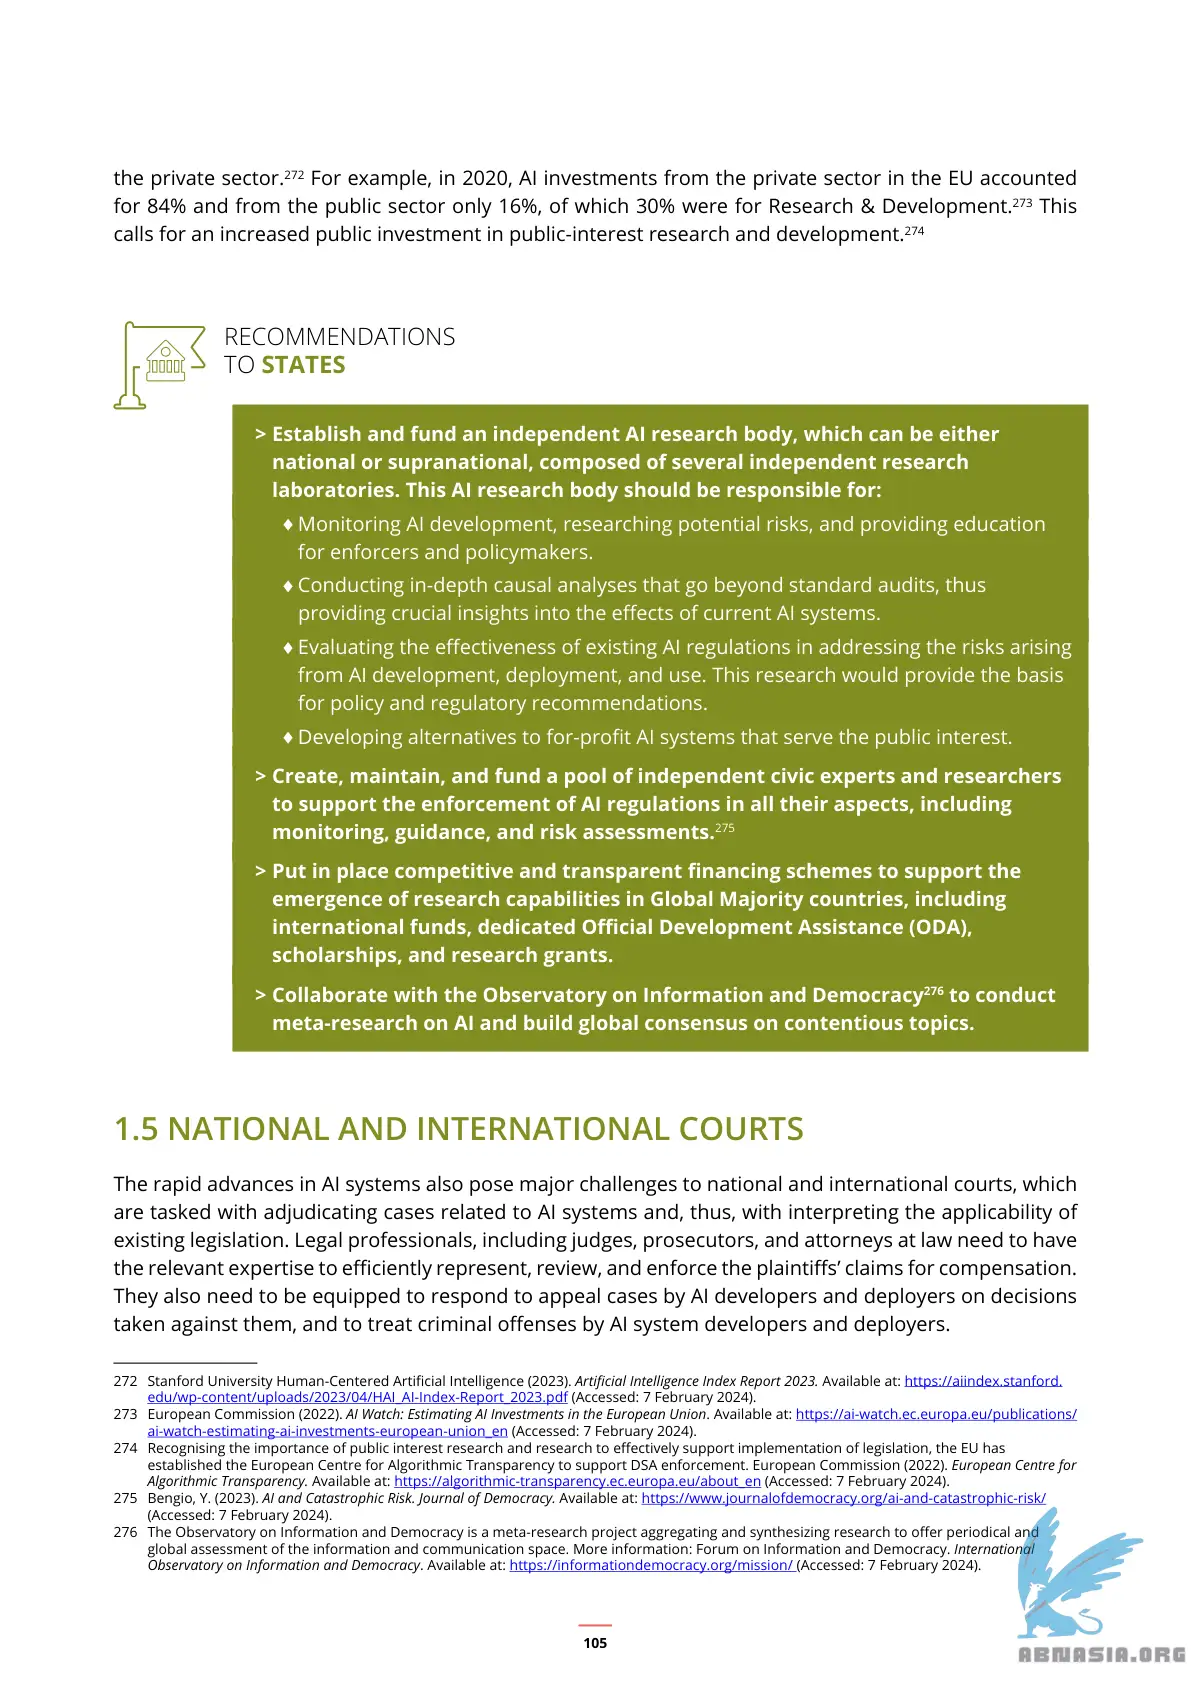 the private sector.272 For example, in 2020, AI investments from the private sector in the EU accounted
for 84% and from the public sector only 16%, of which 30% were for Research & Development.273 This
calls for an increased public investment in public-interest research and development.274
RECOMMENDATIONS
TO STATES
> Establish and fund an independent AI research body, which can be either
national or supranational, composed of several independent research
laboratories. This AI research body should be responsible for:
♦ Monitoring AI development, researching potential risks, and providing education
for enforcers and policymakers.
♦ Conducting in-depth causal analyses that go beyond standard audits, thus
providing crucial insights into the effects of current AI systems.
♦ Evaluating the effectiveness of existing AI regulations in addressing the risks arising
from AI development, deployment, and use. This research would provide the basis
for policy and regulatory recommendations.
♦ Developing alternatives to for-profit AI systems that serve the public interest.
> Create, maintain, and fund a pool of independent civic experts and researchers
to support the enforcement of AI regulations in all their aspects, including
monitoring, guidance, and risk assessments.275
> Put in place competitive and transparent financing schemes to support the
emergence of research capabilities in Global Majority countries, including
international funds, dedicated Official Development Assistance (ODA),
scholarships, and research grants.
> Collaborate with the Observatory on Information and Democracy276 to conduct
meta-research on AI and build global consensus on contentious topics.
1.5 NATIONAL AND INTERNATIONAL COURTS
The rapid advances in AI systems also pose major challenges to national and international courts, which
are tasked with adjudicating cases related to AI systems and, thus, with interpreting the applicability of
existing legislation. Legal professionals, including judges, prosecutors, and attorneys at law need to have
the relevant expertise to efficiently represent, review, and enforce the plaintiffs’ claims for compensation.
They also need to be equipped to respond to appeal cases by AI developers and deployers on decisions
taken against them, and to treat criminal offenses by AI system developers and deployers.
272 Stanford University Human-Centered Artificial Intelligence (2023). Artificial Intelligence Index Report 2023. Available at: https://aiindex.stanford.
edu/wp-content/uploads/2023/04/HAI_AI-Index-Report_2023.pdf (Accessed: 7 February 2024).
273 European Commission (2022). AI Watch: Estimating AI Investments in the European Union. Available at: https://ai-watch.ec.europa.eu/publications/
ai-watch-estimating-ai-investments-european-union_en (Accessed: 7 February 2024).
274 Recognising the importance of public interest research and research to effectively support implementation of legislation, the EU has
established the European Centre for Algorithmic Transparency to support DSA enforcement. European Commission (2022). European Centre for
Algorithmic Transparency. Available at: https://algorithmic-transparency.ec.europa.eu/about_en (Accessed: 7 February 2024).
275 Bengio, Y. (2023). AI and Catastrophic Risk. Journal of Democracy. Available at: https://www.journalofdemocracy.org/ai-and-catastrophic-risk/
(Accessed: 7 February 2024).
276 The Observatory on Information and Democracy is a meta-research project aggregating and synthesizing research to offer periodical and
global assessment of the information and communication space. More information: Forum on Information and Democracy. International
Observatory on Information and Democracy. Available at: https://informationdemocracy.org/mission/ (Accessed: 7 February 2024).
105
ABNASIA.ORG